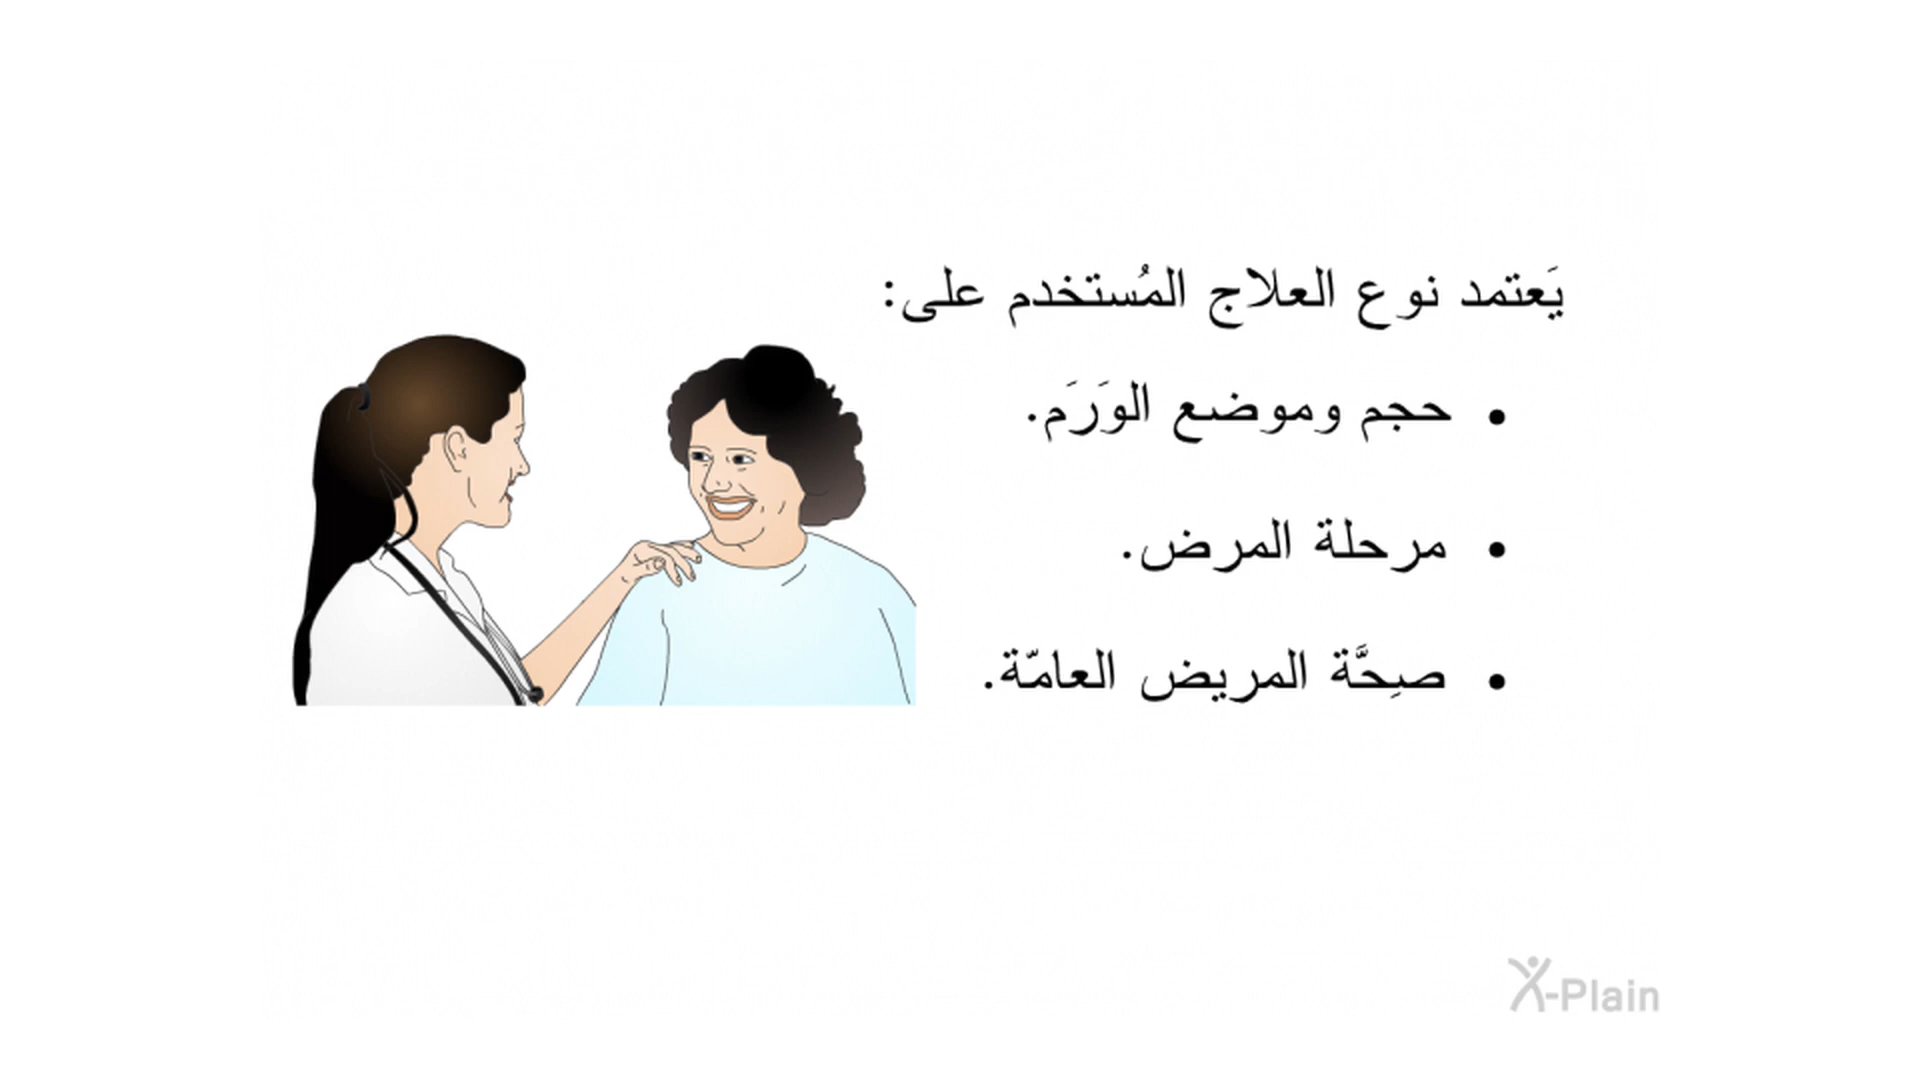 يَعتمد نوع العلاج المُستخدم على:
• حجم وموضع الوَرَم.
• مرحلة المرض.
• صِحَّة المريض العامّة.
X-Plain